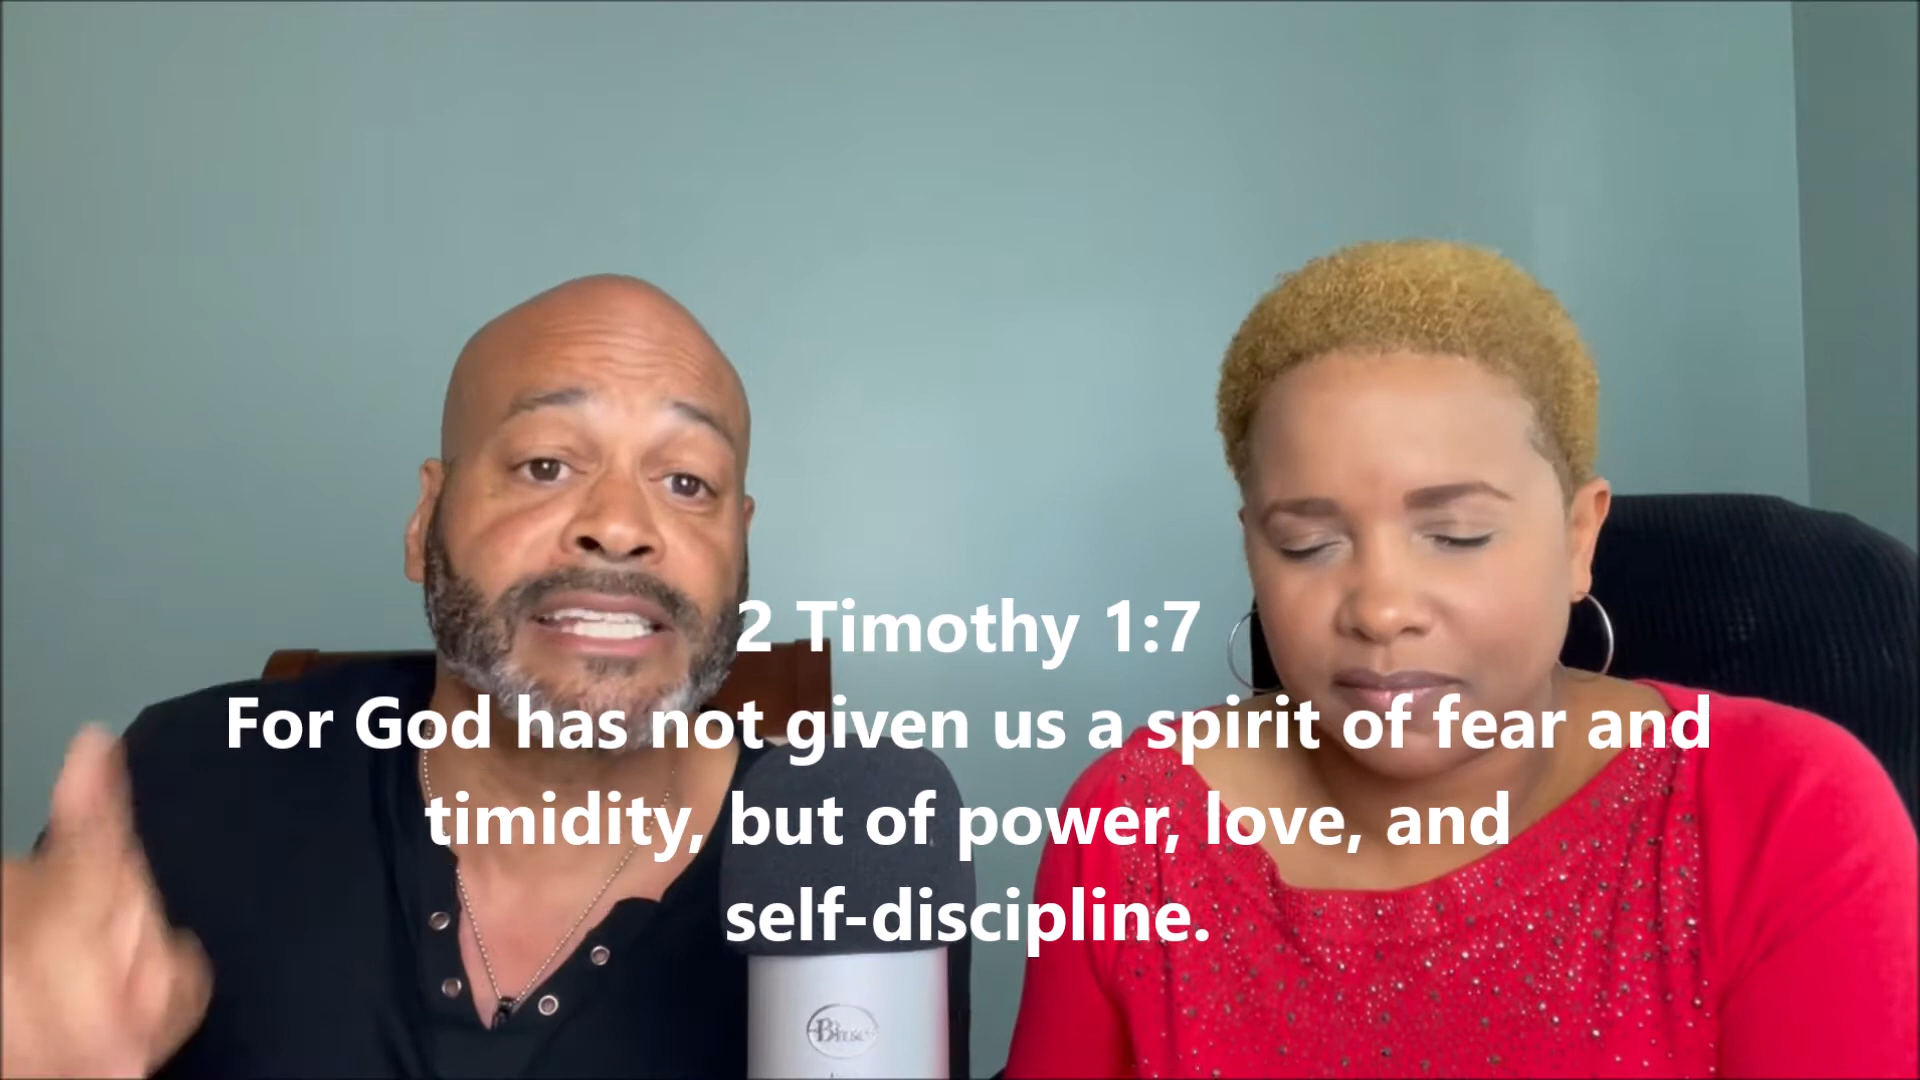 2 Timothy 1:7
For God has not given us a spirit of fear and
timidity, but of power, love, and
self-discipline.
Blue